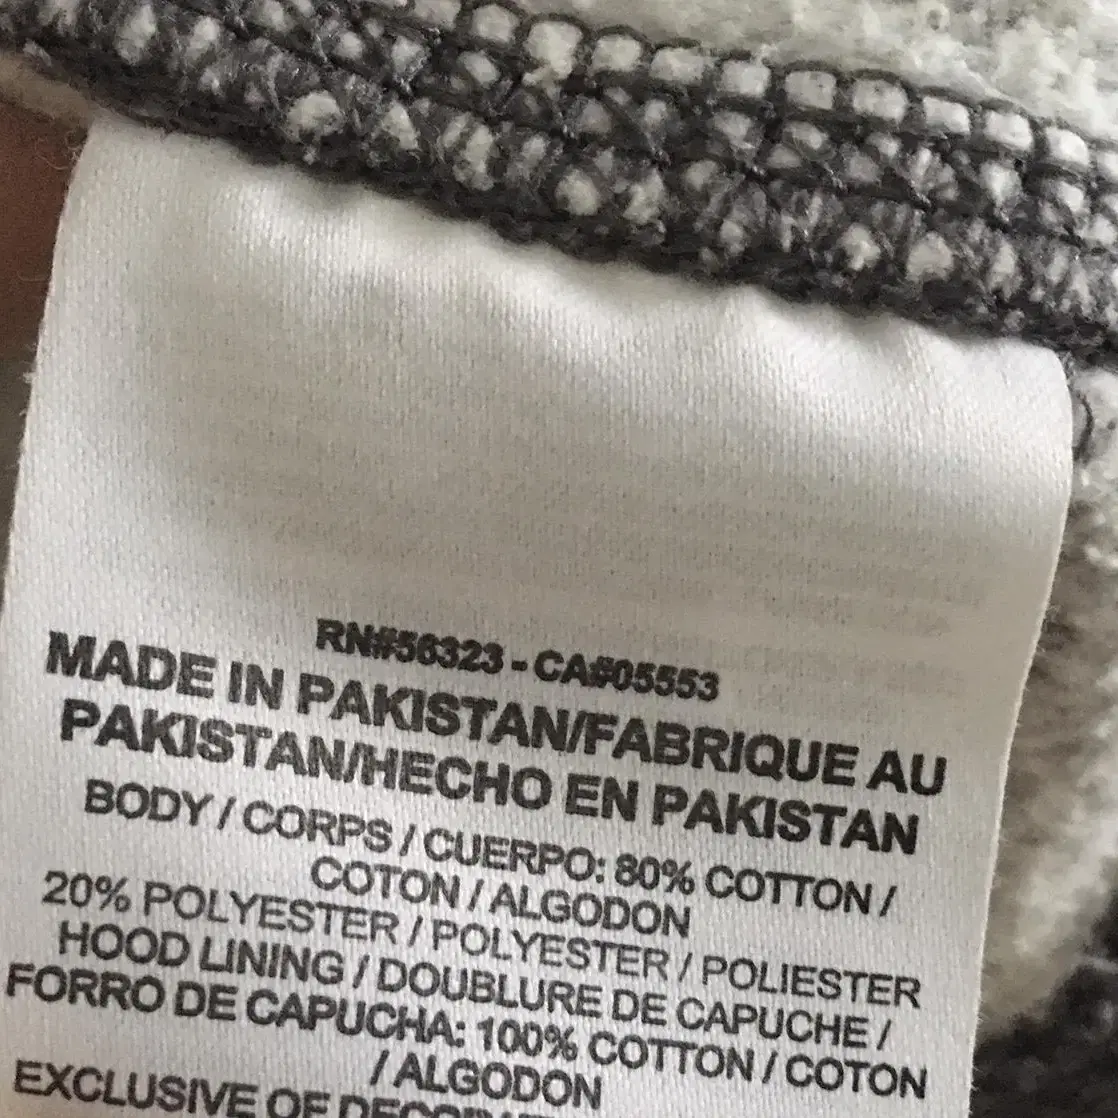 RN#56323 - CA#05553
MADE IN PAKISTAN/FABRIQUE AU
PAKISTAN/HECHO EN PAKISTAN
BODY / CORPS / CUERPO: 80% COTTON /
COTON / ALGODON
20% POLYESTER / POLYESTER / POLIESTER
HOOD LINING / DOUBLURE DE CAPUCHE /
FORRO DE CAPUCHA: 100% COTTON / COTON
/ ALGODON
EXCLUSIVE OF